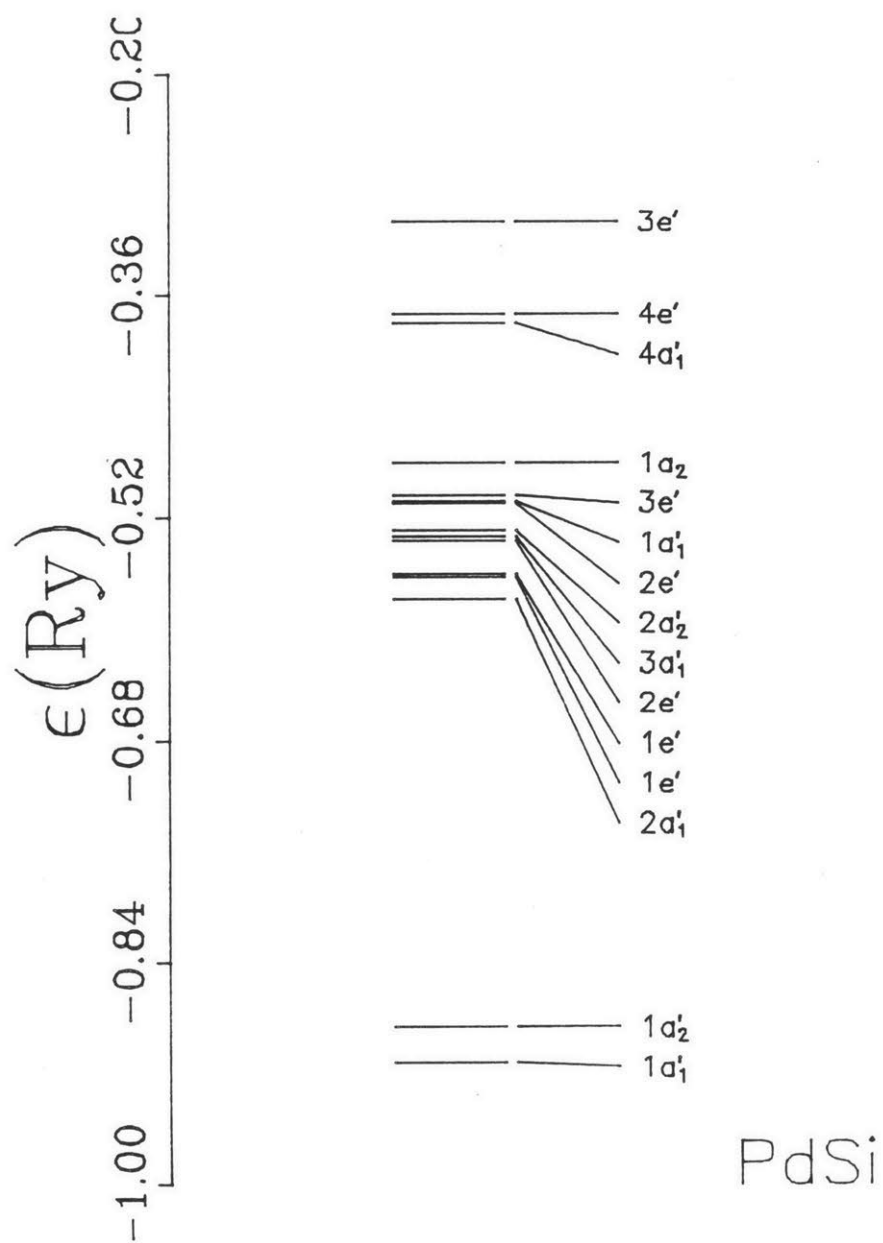 ϵ(Ry)
−0.20
−0.36
−0.52
−0.68
−0.84
−1.00
3e′
4e′
4a′₁
1a₂
3e′
1a′₁
2e′
2a′₂
3a′₁
2e′
1e′
1e′
2a′₁
1a′₂
1a′₁
PdSi